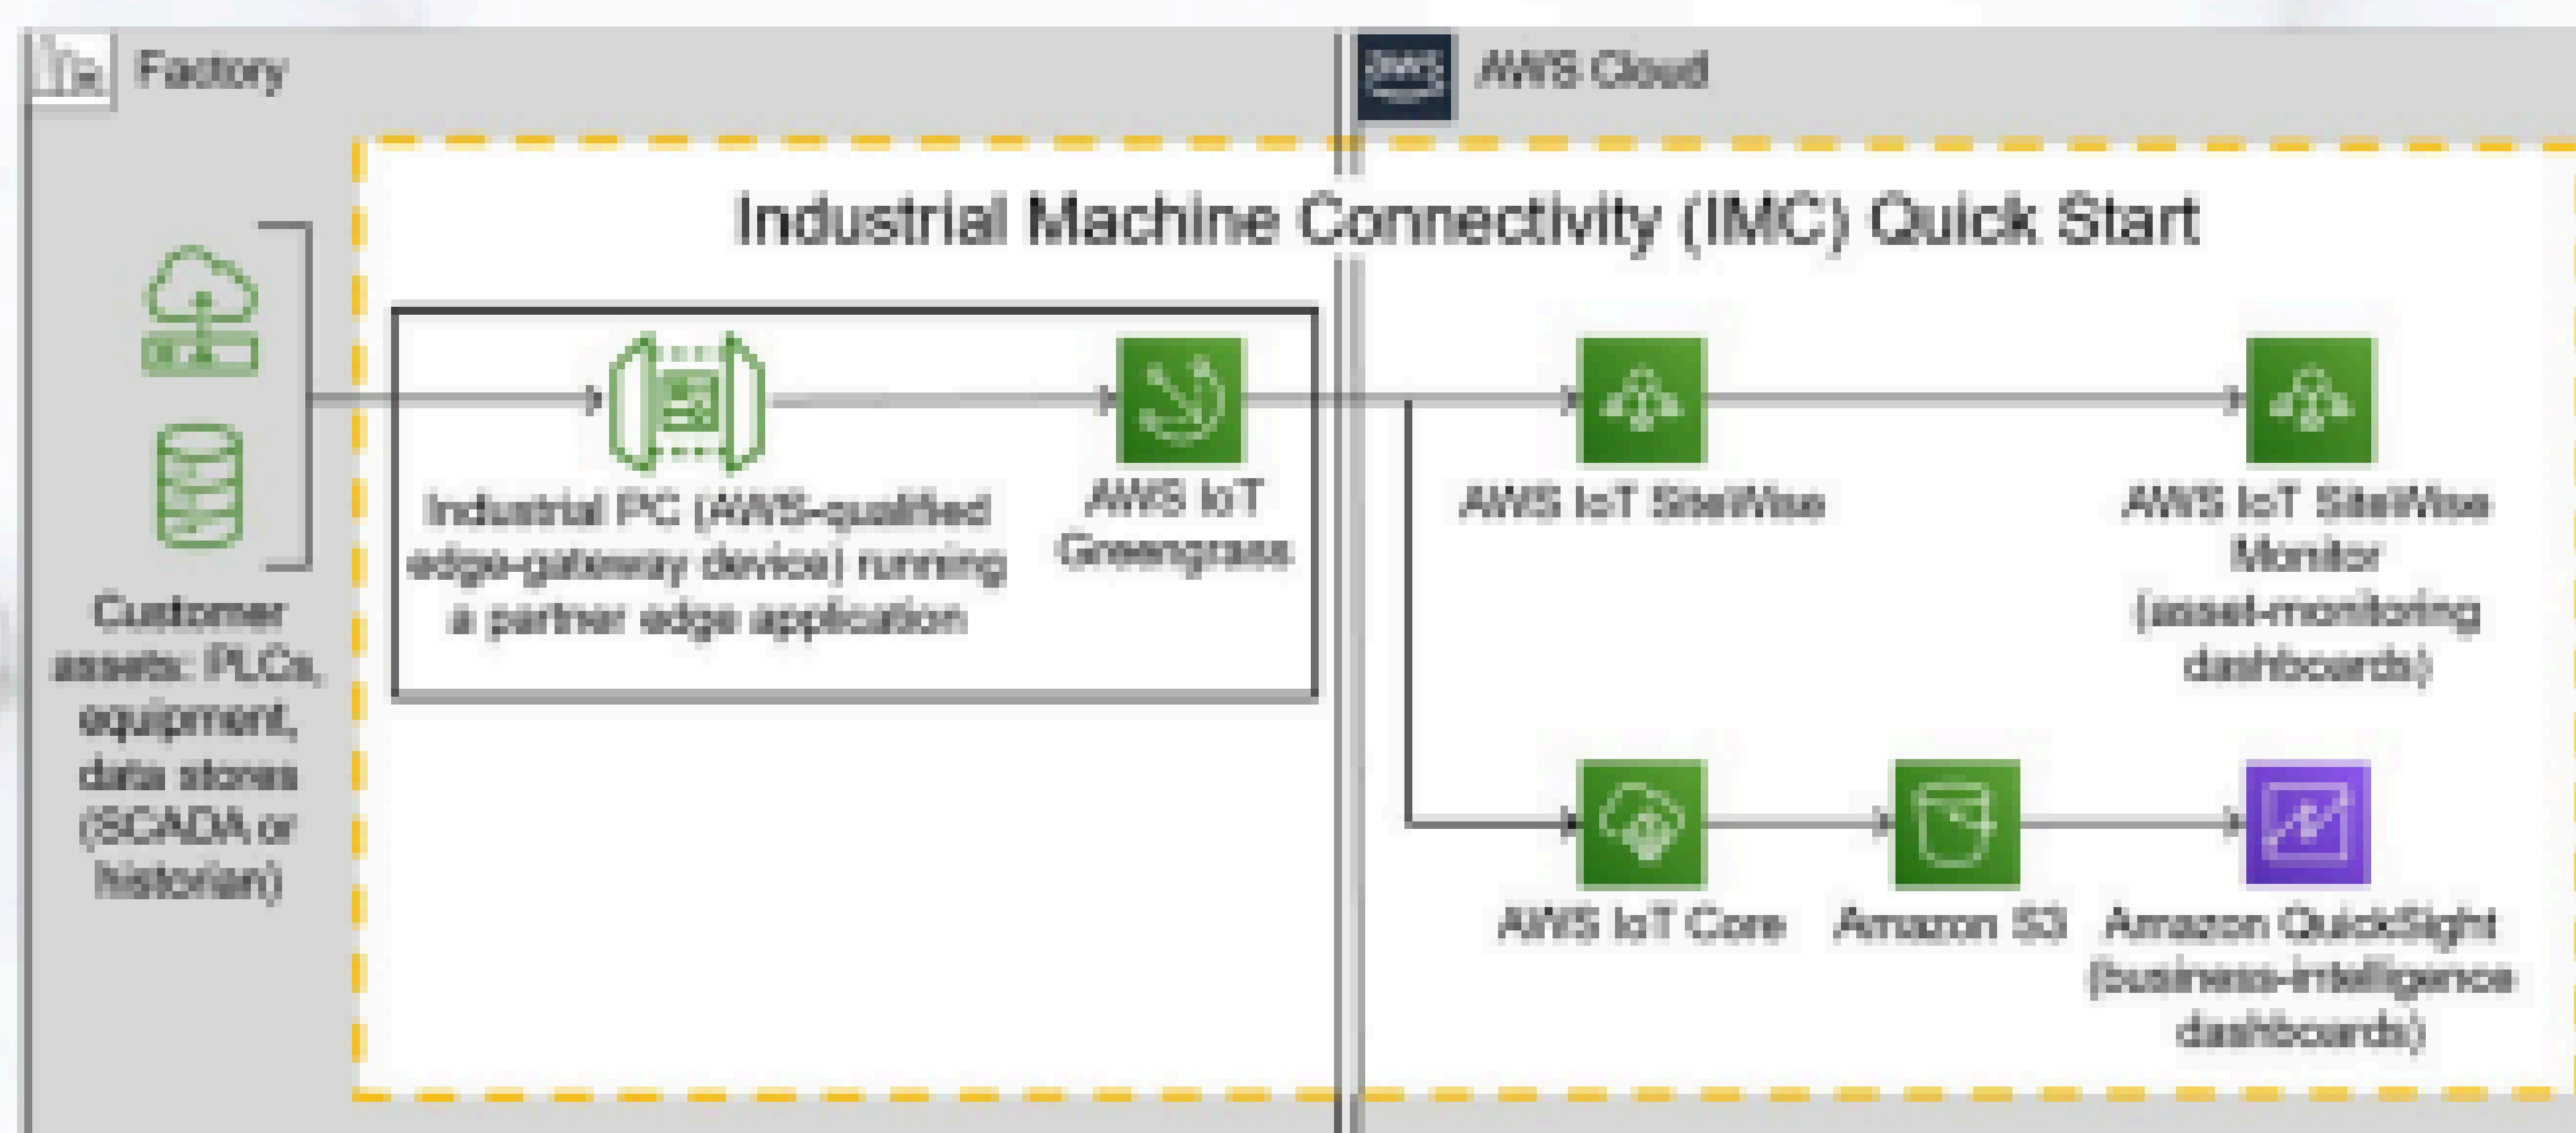 Factory
aws
AWS Cloud
Industrial Machine Connectivity (IMC) Quick Start
Customer
assets: PLCs,
equipment,
data stores
(SCADA or
historian)
Industrial PC (AWS-qualified
edge-gateway device) running
a partner edge application
AWS IoT
Greengrass
AWS IoT SiteWise
AWS IoT SiteWise
Monitor
(asset-monitoring
dashboards)
AWS IoT Core
Amazon S3
Amazon QuickSight
(business-intelligence
dashboards)